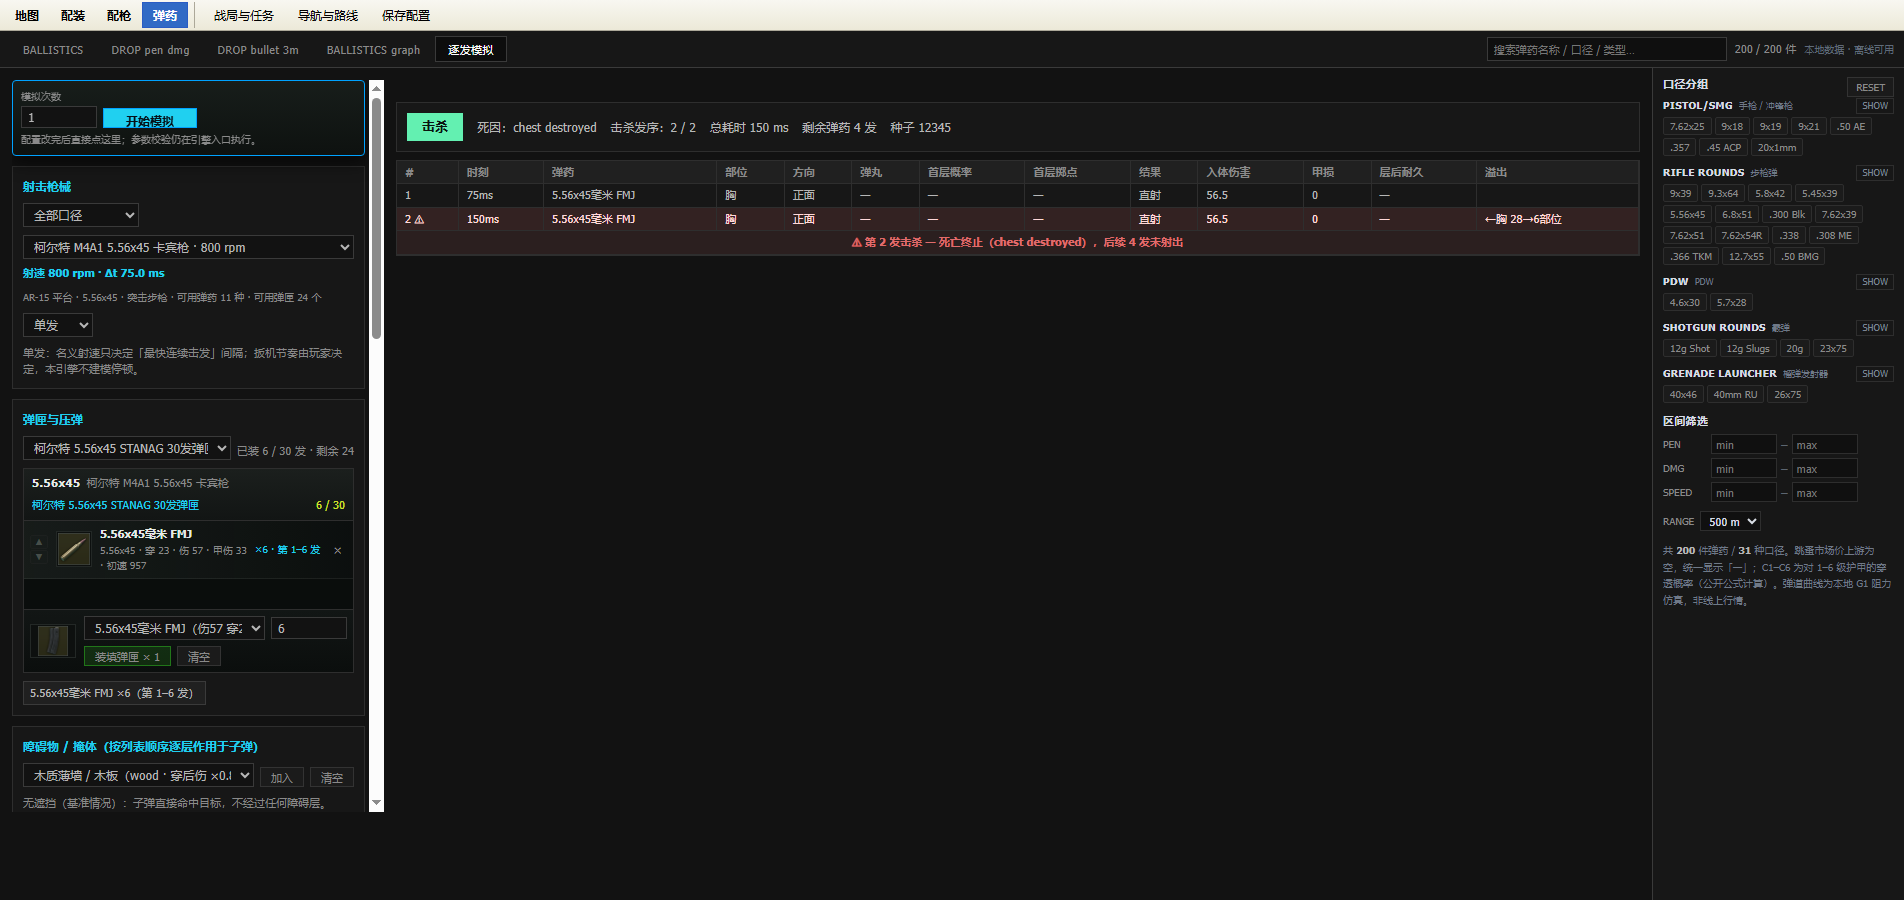 地图 配装 配枪 弹药 战局与任务 导航与路线 保存配置
BALLISTICS DROP pen dmg DROP bullet 3m BALLISTICS graph 逐发模拟 搜索弹药名称 / 口径 / 类型... 200 / 200 件 本地数据 · 离线可用
模拟次数
1 开始模拟
配置改完后直接点这里；参数校验仍在引擎入口执行。
射击枪械
全部口径
柯尔特 M4A1 5.56x45 卡宾枪 · 800 rpm
射速 800 rpm · Δt 75.0 ms
AR-15 平台 · 5.56x45 · 突击步枪 · 可用弹药 11 种 · 可用弹匣 24 个
单发
单发：名义射速只决定「最快连续击发」间隔；扳机节奏由玩家决
定，本引擎不建模停顿。
弹匣与压弹
柯尔特 5.56x45 STANAG 30发弹匣 已装 6 / 30 发 · 剩余 24
5.56x45 柯尔特 M4A1 5.56x45 卡宾枪
柯尔特 5.56x45 STANAG 30发弹匣 6 / 30
▲
▼
5.56x45毫米 FMJ
5.56x45 · 穿 23 · 伤 57 · 甲伤 33 ×6 · 第 1–6 发 ×
· 初速 957
5.56x45毫米 FMJ（伤57 穿2 6
装填弹匣 × 1 清空
5.56x45毫米 FMJ ×6（第 1–6 发）
障碍物 / 掩体（按列表顺序逐层作用于子弹）
木质薄墙 / 木板（wood · 穿后伤 ×0.8 加入 清空
无遮挡（基准情况）：子弹直接命中目标，不经过任何障碍层。
击杀 死因：chest destroyed 击杀发序：2 / 2 总耗时 150 ms 剩余弹药 4 发 种子 12345
# 时刻 弹药 部位 方向 弹丸 首层概率 首层掷点 结果 入体伤害 甲损 层后耐久 溢出
1 75ms 5.56x45毫米 FMJ 胸 正面 — — — 直射 56.5 0 —
2 ⚠ 150ms 5.56x45毫米 FMJ 胸 正面 — — — 直射 56.5 0 — ←胸 28→6部位
⚠ 第 2 发击杀 — 死亡终止（chest destroyed），后续 4 发未射出
口径分组 RESET
PISTOL/SMG 手枪 / 冲锋枪 SHOW
7.62x25 9x18 9x19 9x21 .50 AE
.357 .45 ACP 20x1mm
RIFLE ROUNDS 步枪弹 SHOW
9x39 9.3x64 5.8x42 5.45x39
5.56x45 6.8x51 .300 Blk 7.62x39
7.62x51 7.62x54R .338 .308 ME
.366 TKM 12.7x55 .50 BMG
PDW PDW SHOW
4.6x30 5.7x28
SHOTGUN ROUNDS 霰弹 SHOW
12g Shot 12g Slugs 20g 23x75
GRENADE LAUNCHER 榴弹发射器 SHOW
40x46 40mm RU 26x75
区间筛选
PEN min – max
DMG min – max
SPEED min – max
RANGE 500 m
共 200 件弹药 / 31 种口径。跳蚤市场价上游为
空，统一显示「—」；C1–C6 为对 1–6 级护甲的穿
透概率（公开公式计算）。弹道曲线为本地 G1 阻力
仿真，非线上行情。